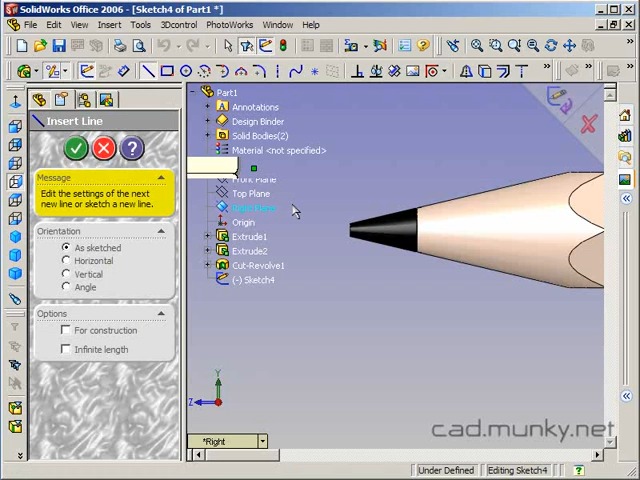 SolidWorks Office 2006 - [Sketch4 of Part1 *]
File Edit View Insert Tools 3Dcontrol PhotoWorks Window Help
Insert Line
Message
Edit the settings of the next
new line or sketch a new line.
Orientation
As sketched
Horizontal
Vertical
Angle
Options
For construction
Infinite length
Part1
Annotations
Design Binder
Solid Bodies(2)
Material <not specified>
Front Plane
Top Plane
Right Plane
Origin
Extrude1
Extrude2
Cut-Revolve1
(-) Sketch4
Y
Z
*Right
cad.munky.net
Under Defined Editing Sketch4